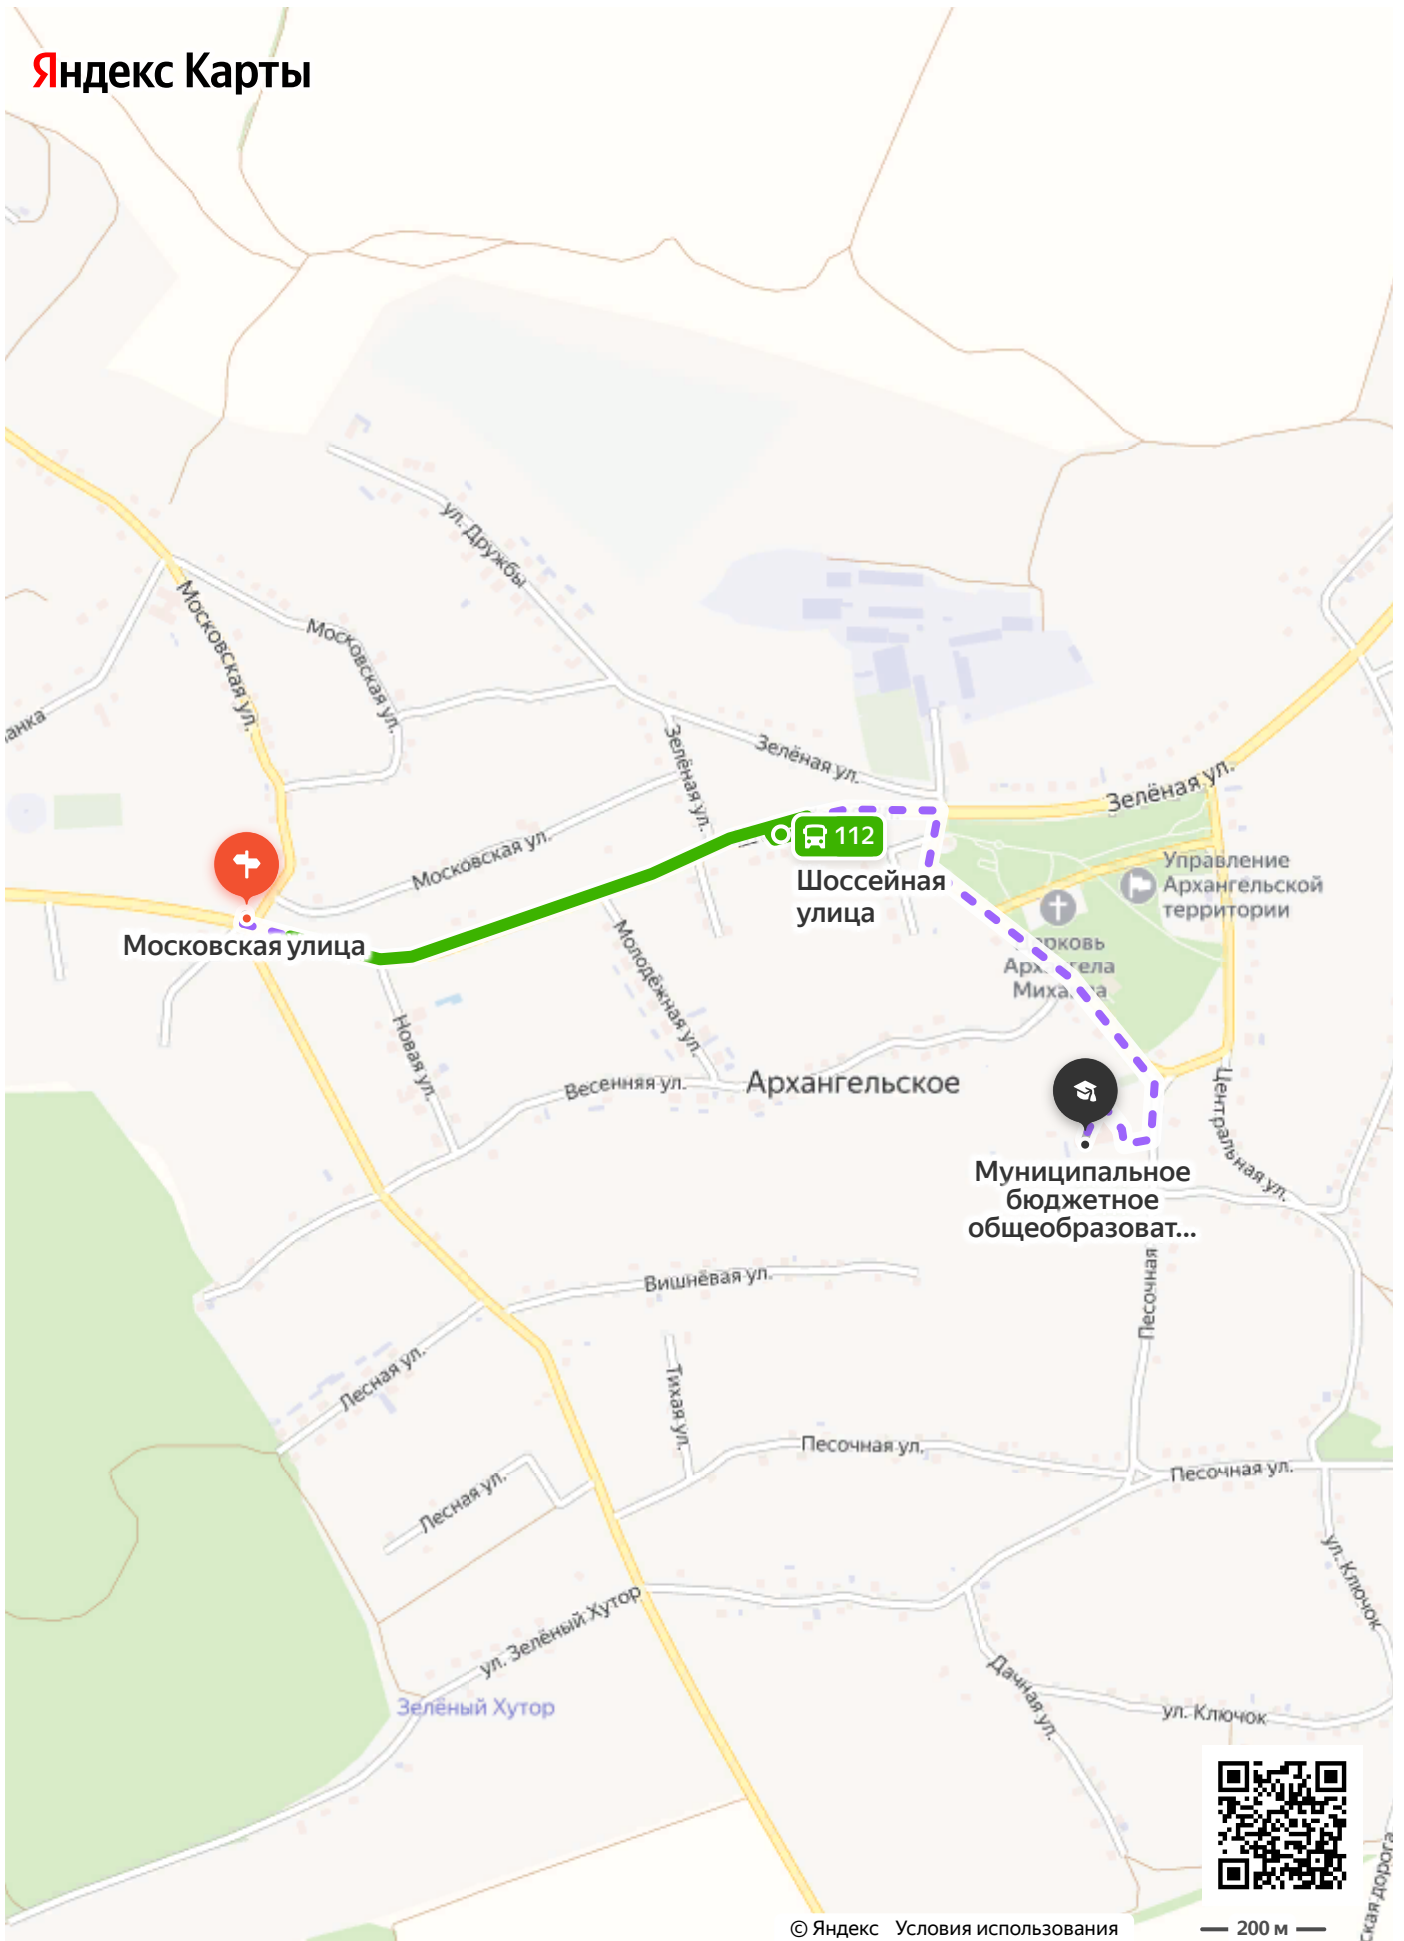 Яндекс Карты
ул. Дружбы
Московская ул.
Московская ул.
анка
Зелёная ул.
Зелёная ул.
Зелёная ул.
112
Московская ул.
Шоссейная
улица
Управление
Архангельской
территории
Московская улица
Молодёжная ул.
Новая ул.
Весенняя ул.
Архангельское
Центральная ул.
Муниципальное
бюджетное
общеобразоват...
Вишнёвая ул.
Песочная
Лесная ул.
Тихая ул.
Песочная ул.
Песочная ул.
Лесная ул.
ул. Ключок
ул. Зелёный Хутор
Зелёный Хутор
Дачная ул.
ул. Ключок
ская дорога
© Яндекс Условия использования
200 м